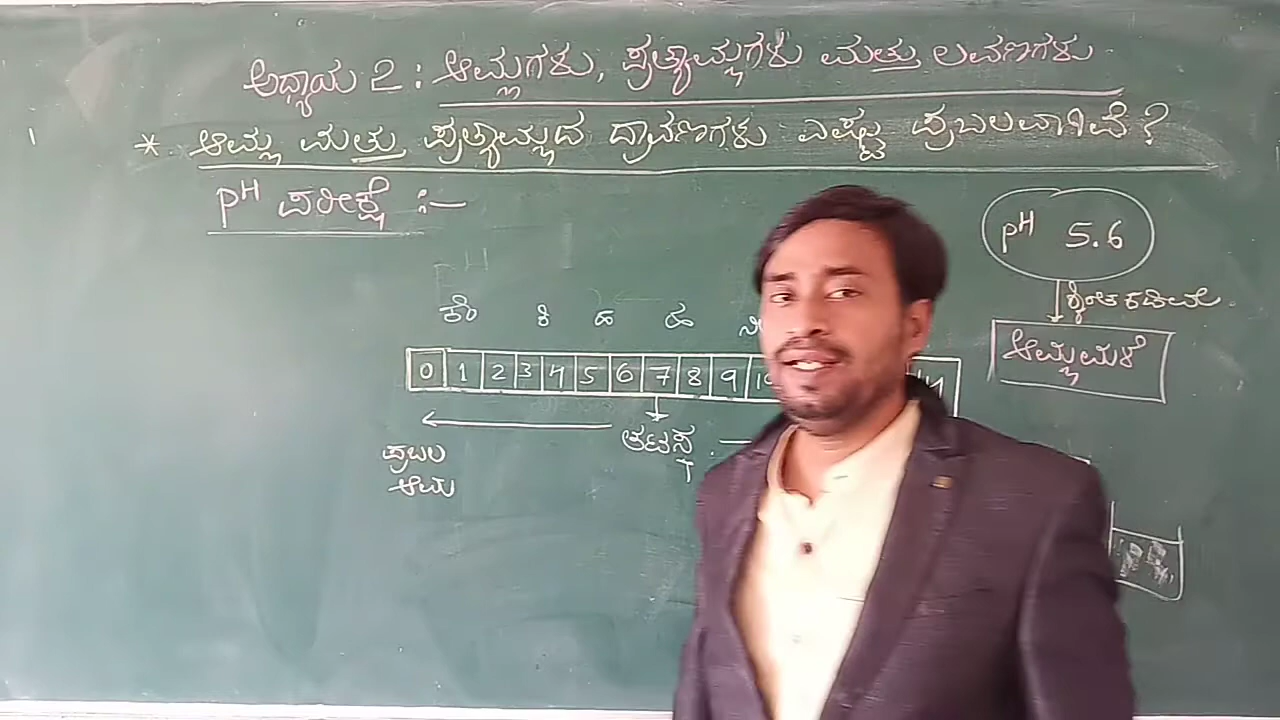 ಅಧ್ಯಾಯ 2 : ಆಮ್ಲಗಳು, ಪ್ರತ್ಯಾಮ್ಲಗಳು ಮತ್ತು ಲವಣಗಳು
* ಆಮ್ಲ ಮತ್ತು ಪ್ರತ್ಯಾಮ್ಲದ ದ್ರಾವಣಗಳು ಎಷ್ಟು ಪ್ರಬಲವಾಗಿವೆ ?
pH ಪರೀಕ್ಷೆ :–
pH 5.6
ಆಮ್ಲಮಳೆ
ಕೆಂ ಕಿ ಹ ಹ ನೀ
0 1 2 3 4 5 6 7 8 9 10 14
ತಟಸ್ಥ
ಪ್ರಬಲ
ಆಮ